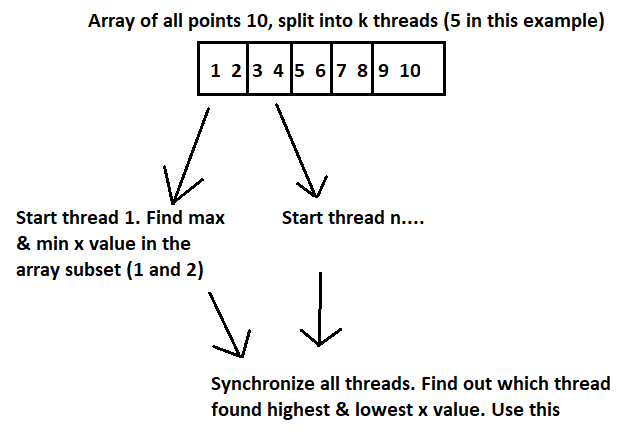 Array of all points 10, split into k threads (5 in this example)
1 2 3 4 5 6 7 8 9 10
Start thread 1. Find max
& min x value in the
array subset (1 and 2)
Start thread n....
Synchronize all threads. Find out which thread
found highest & lowest x value. Use this